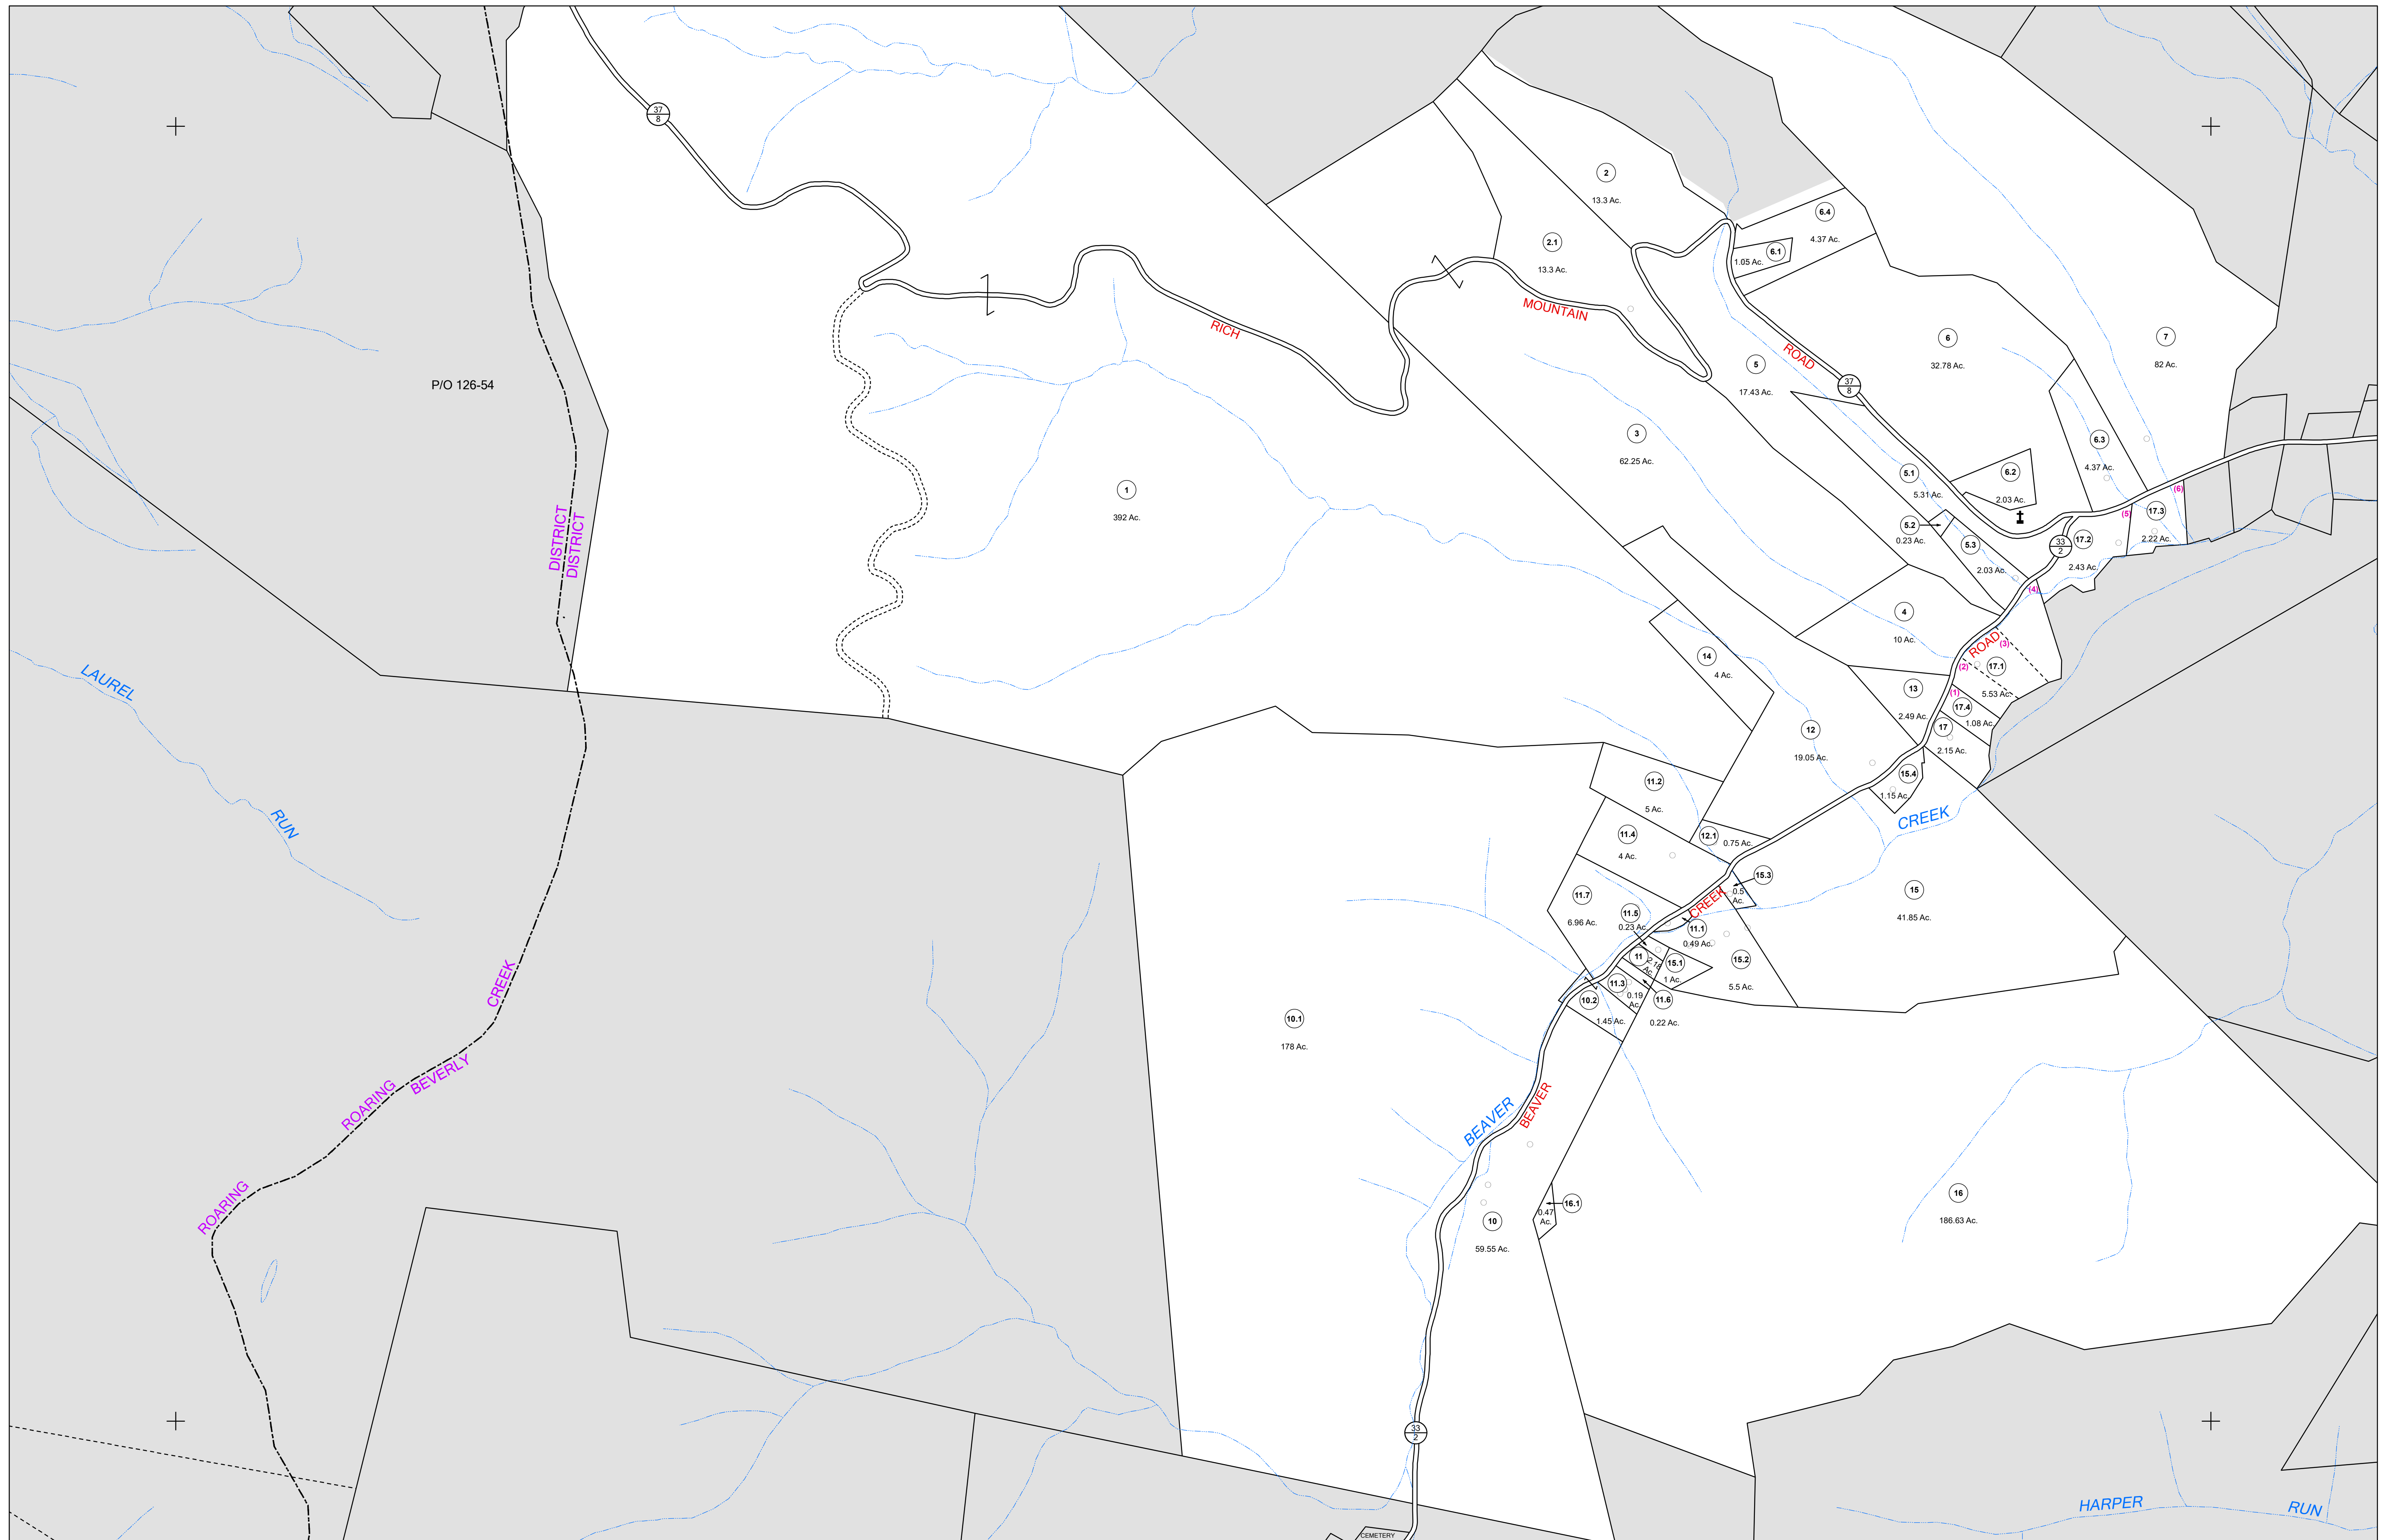 37
8
2
13.3 Ac.
6.4
4.37 Ac.
2.1
13.3 Ac.
6.1
1.05 Ac.
MOUNTAIN
RICH
ROAD
6
32.78 Ac.
7
82 Ac.
5
17.43 Ac.
37
8
P/O 126-54
3
62.25 Ac.
6.3
4.37 Ac.
5.1
5.31 Ac.
6.2
2.03 Ac.
1
392 Ac.
(6)
(5)
17.3
2.22 Ac.
5.2
0.23 Ac.
5.3
2.03 Ac.
33
2
17.2
2.43 Ac.
DISTRICT
DISTRICT
(4)
4
10 Ac.
ROAD
(3)
(2)
17.1
5.53 Ac.
14
4 Ac.
13
2.49 Ac.
(1)
17.4
1.08 Ac.
17
2.15 Ac.
LAUREL
RUN
12
19.05 Ac.
11.2
5 Ac.
15.4
1.15 Ac.
CREEK
11.4
4 Ac.
12.1
0.75 Ac.
15.3
0.5
Ac.
15
41.85 Ac.
11.7
6.96 Ac.
CREEK
11.5
0.23 Ac.
11.1
0.49 Ac.
11
2.18
Ac.
15.1
1 Ac.
15.2
5.5 Ac.
CREEK
11.3
0.19
Ac.
10.2
1.45 Ac.
11.6
0.22 Ac.
10.1
178 Ac.
ROARING
BEVERLY
BEAVER
BEAVER
ROARING
16.1
0.47
Ac.
16
186.63 Ac.
10
59.55 Ac.
33
2
HARPER
RUN
CEMETERY